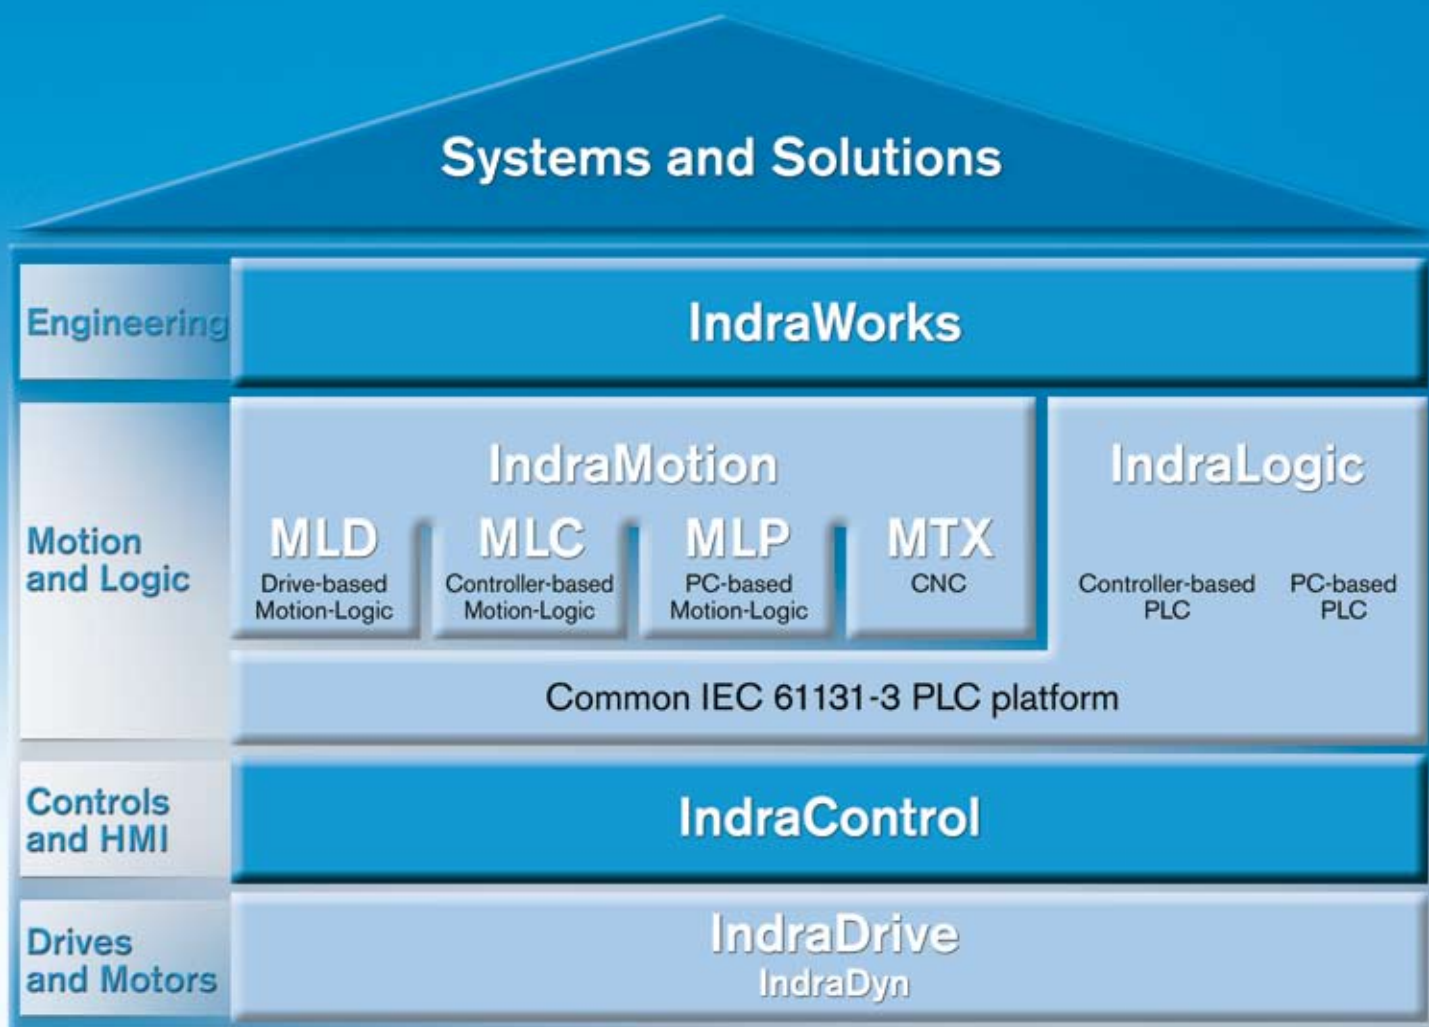 Systems and Solutions
Engineering
IndraWorks
Motion
and Logic
IndraMotion
MLD
Drive-based
Motion-Logic
MLC
Controller-based
Motion-Logic
MLP
PC-based
Motion-Logic
MTX
CNC
IndraLogic
Controller-based
PLC
PC-based
PLC
Common IEC 61131-3 PLC platform
Controls
and HMI
IndraControl
Drives
and Motors
IndraDrive
IndraDyn